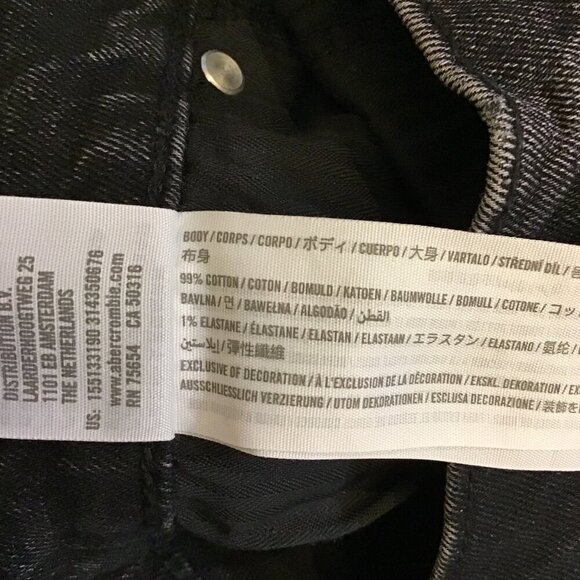 DISTRIBUTION B.V.
LAARDERHOOGTWEG 25
1101 EB AMSTERDAM
THE NETHERLANDS
US: 155133190 314350676
www.abercrombie.com
RN 75654 CA 50316
BODY / CORPS / CORPO / ボディ / CUERPO / 大身 / VARTALO / STŘEDNÍ DÍL /
布身
99% COTTON / COTON / BOMULD / KATOEN / BAUMWOLLE / BOMULL / COTONE / コッ
BAVLNA / 면 / BAWEŁNA / ALGODÃO / القطن
1% ELASTANE / ÉLASTANE / ELASTAN / ELASTAAN / エラスタン / ELASTANO / 氨纶 /
إيلاستين / 彈性纖維
EXCLUSIVE OF DECORATION / À L'EXCLUSION DE LA DÉCORATION / EKSKL. DEKORATION / EX
AUSSCHLIESSLICH VERZIERUNG / UTOM DEKORATIONEN / ESCLUSA DECORAZIONE / 装飾を